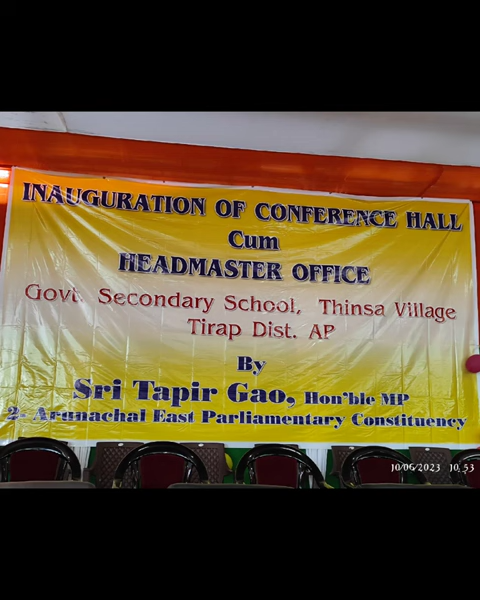 INAUGURATION OF CONFERENCE HALL
Cum
HEADMASTER OFFICE
Govt. Secondary School, Thinsa Village
Tirap Dist. AP
By
Sri Tapir Gao, Hon'ble MP
2- Arunachal East Parliamentary Constituency
10/06/2023 10:53